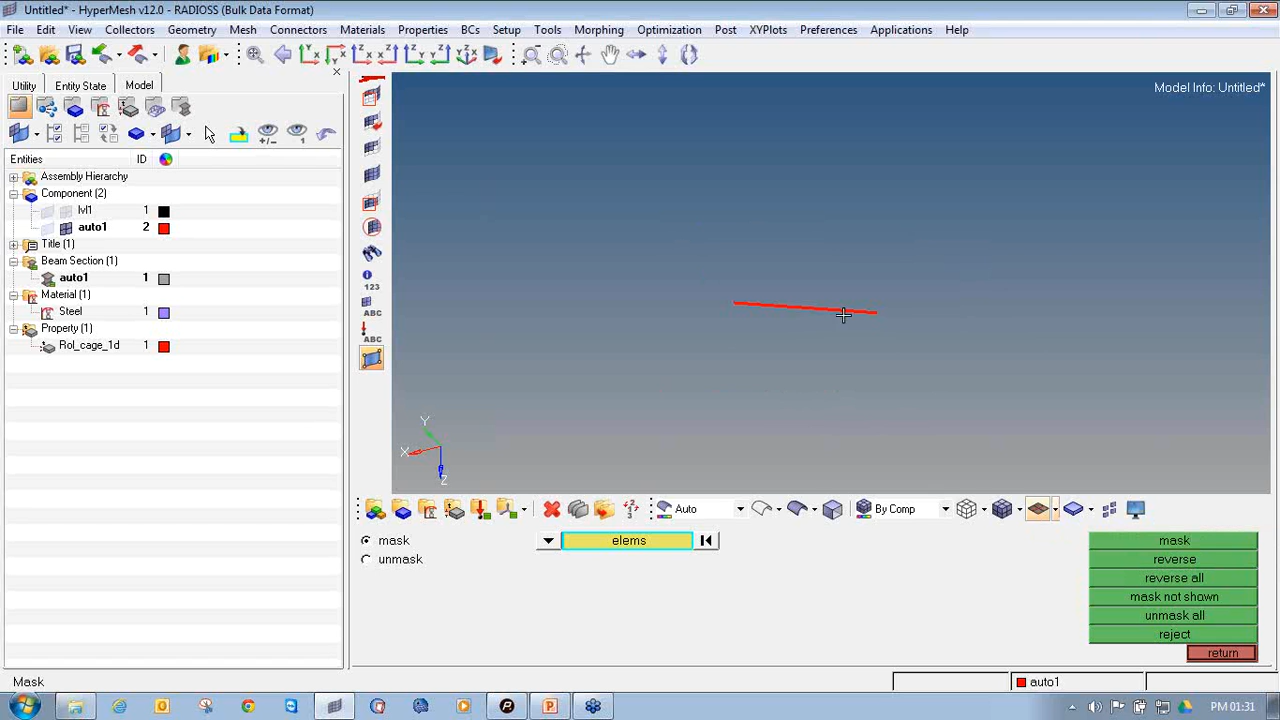 Untitled* - HyperMesh v12.0 - RADIOSS (Bulk Data Format)
File Edit View Collectors Geometry Mesh Connectors Materials Properties BCs Setup Tools Morphing Optimization Post XYPlots Preferences Applications Help
Utility Entity State Model
Model Info: Untitled*
Entities ID
Assembly Hierarchy
Component (2)
lvl1 1
auto1 2
Title (1)
Beam Section (1)
auto1 1
Material (1)
Steel 1
Property (1)
Rol_cage_1d 1
123
ABC
ABC
Y
X
Z
Auto By Comp
mask elems mask
unmask reverse
reverse all
mask not shown
unmask all
reject
return
Mask auto1
PM 01:31